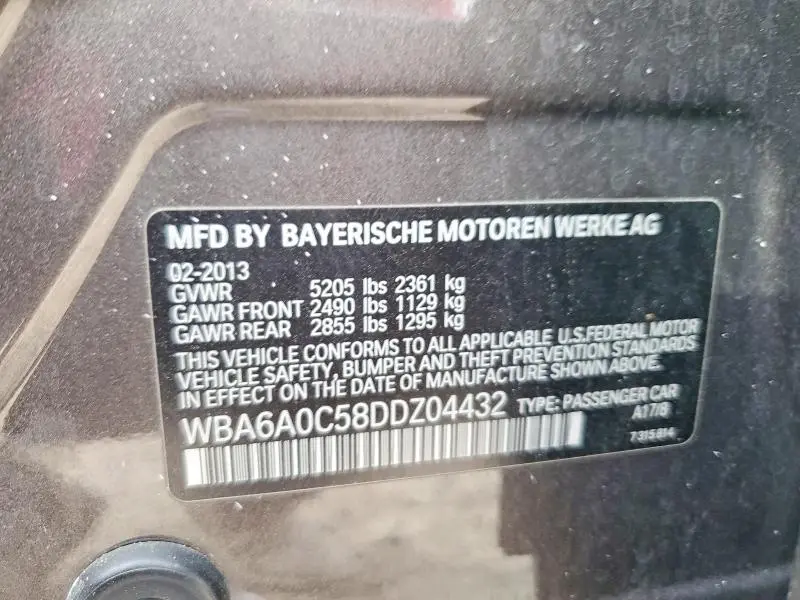 MFD BY BAYERISCHE MOTOREN WERKE AG
02-2013
GVWR 5205 lbs 2361 kg
GAWR FRONT 2490 lbs 1129 kg
GAWR REAR 2855 lbs 1295 kg
THIS VEHICLE CONFORMS TO ALL APPLICABLE U.S.FEDERAL MOTOR
VEHICLE SAFETY, BUMPER AND THEFT PREVENTION STANDARDS
IN EFFECT ON THE DATE OF MANUFACTURE SHOWN ABOVE.
WBA6A0C58DDZ04432 TYPE: PASSENGER CAR
A17/6
7315814